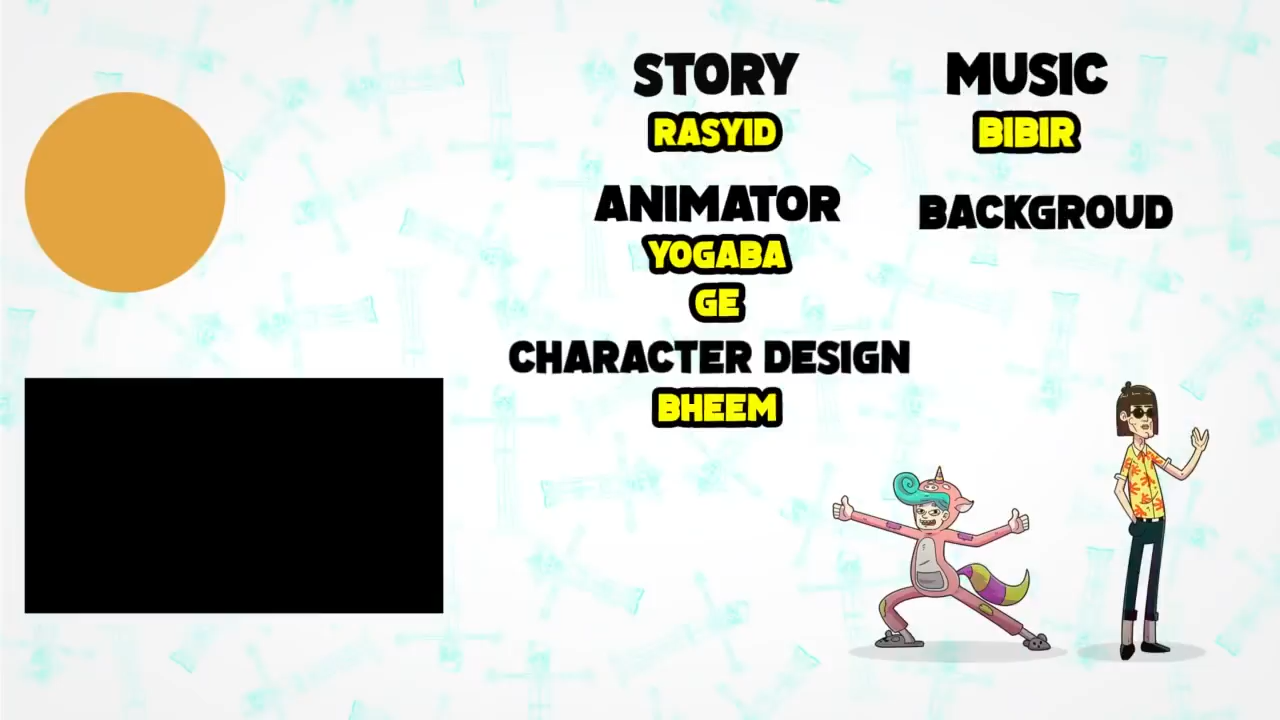 STORY
RASYID
ANIMATOR
YOGABA
GE
CHARACTER DESIGN
BHEEM
MUSIC
BIBIR
BACKGROUD